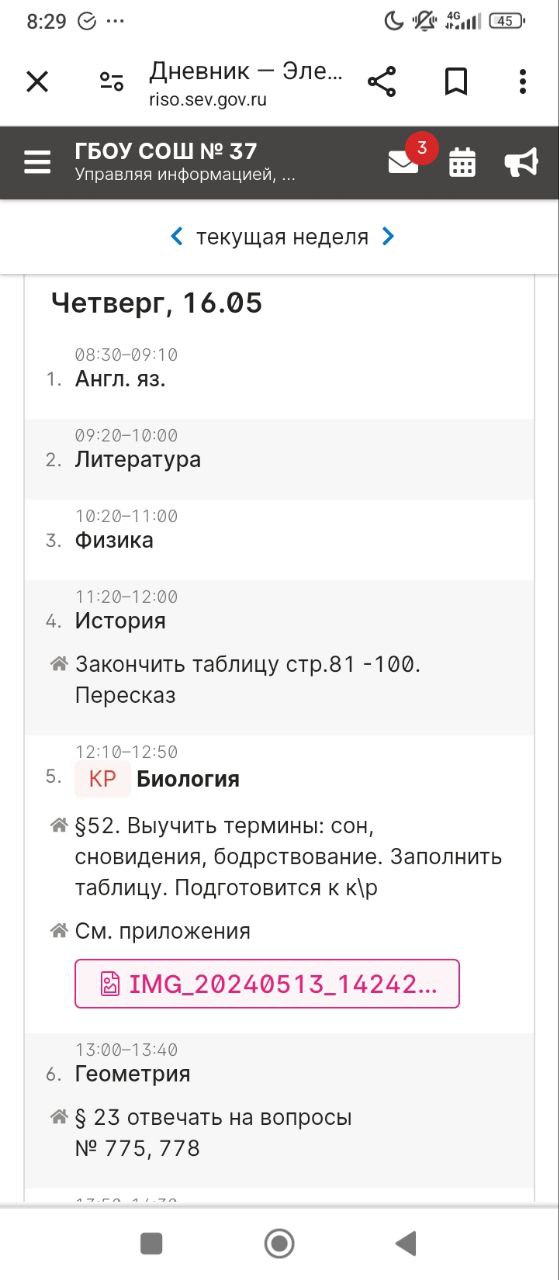 8:29
4G
45
Дневник — Эле...
riso.sev.gov.ru
ГБОУ СОШ № 37
Управляя информацией, ...
3
текущая неделя
Четверг, 16.05
08:30–09:10
1. Англ. яз.
09:20–10:00
2. Литература
10:20–11:00
3. Физика
11:20–12:00
4. История
Закончить таблицу стр.81 -100.
Пересказ
12:10–12:50
5. КР Биология
§52. Выучить термины: сон,
сновидения, бодрствование. Заполнить
таблицу. Подготовится к к\р
См. приложения
IMG_20240513_14242...
13:00–13:40
6. Геометрия
§ 23 отвечать на вопросы
№ 775, 778